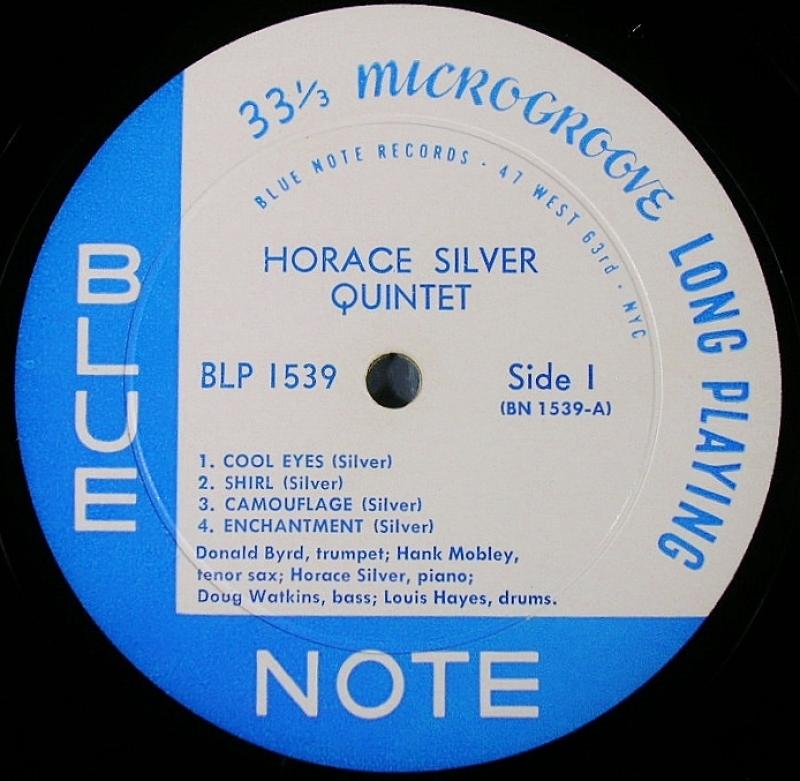 33⅓ MICROGROOVE LONG PLAYING
BLUE NOTE RECORDS · 47 WEST 63rd · NYC
HORACE SILVER
QUINTET
BLP 1539
Side 1
(BN 1539-A)
1. COOL EYES (Silver)
2. SHIRL (Silver)
3. CAMOUFLAGE (Silver)
4. ENCHANTMENT (Silver)
Donald Byrd, trumpet; Hank Mobley,
tenor sax; Horace Silver, piano;
Doug Watkins, bass; Louis Hayes, drums.
BLUE
NOTE